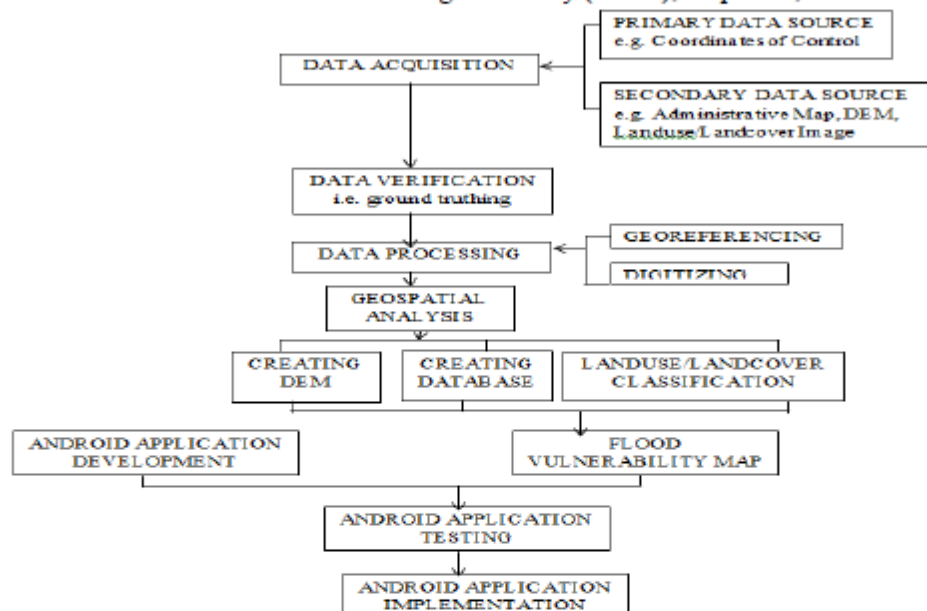 PRIMARY DATA SOURCE
e.g. Coordinates of Control
DATA ACQUISITION
SECONDARY DATA SOURCE
e.g. Administrative Map, DEM,
Landuse/Landcover Image
DATA VERIFICATION
i.e. ground truthing
DATA PROCESSING
GEOREFERENCING
DIGITIZING
GEOSPATIAL
ANALYSIS
CREATING
DEM
CREATING
DATABASE
LANDUSE/LANDCOVER
CLASSIFICATION
ANDROID APPLICATION
DEVELOPMENT
FLOOD
VULNERABILITY MAP
ANDROID APPLICATION
TESTING
ANDROID APPLICATION
IMPLEMENTATION